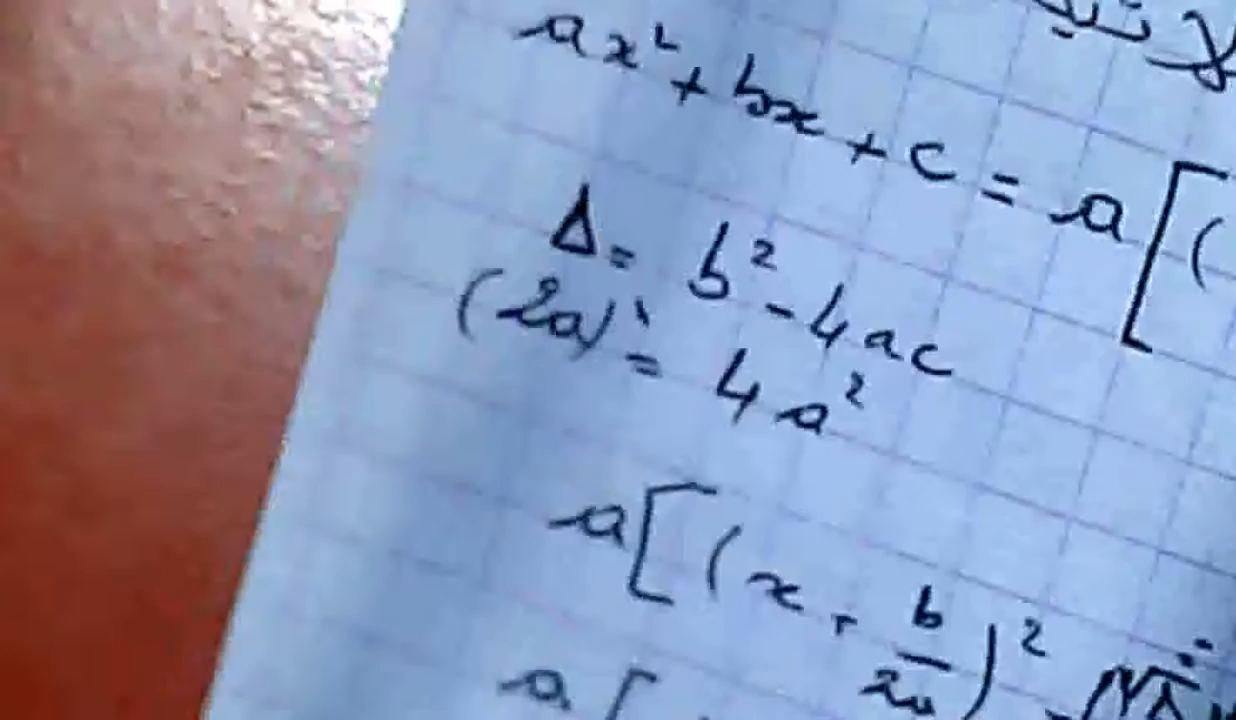 ax² + bx + c = a[(
Δ = b² - 4ac
(2a)² = 4a²
a[(x + b/2a)² -
a[